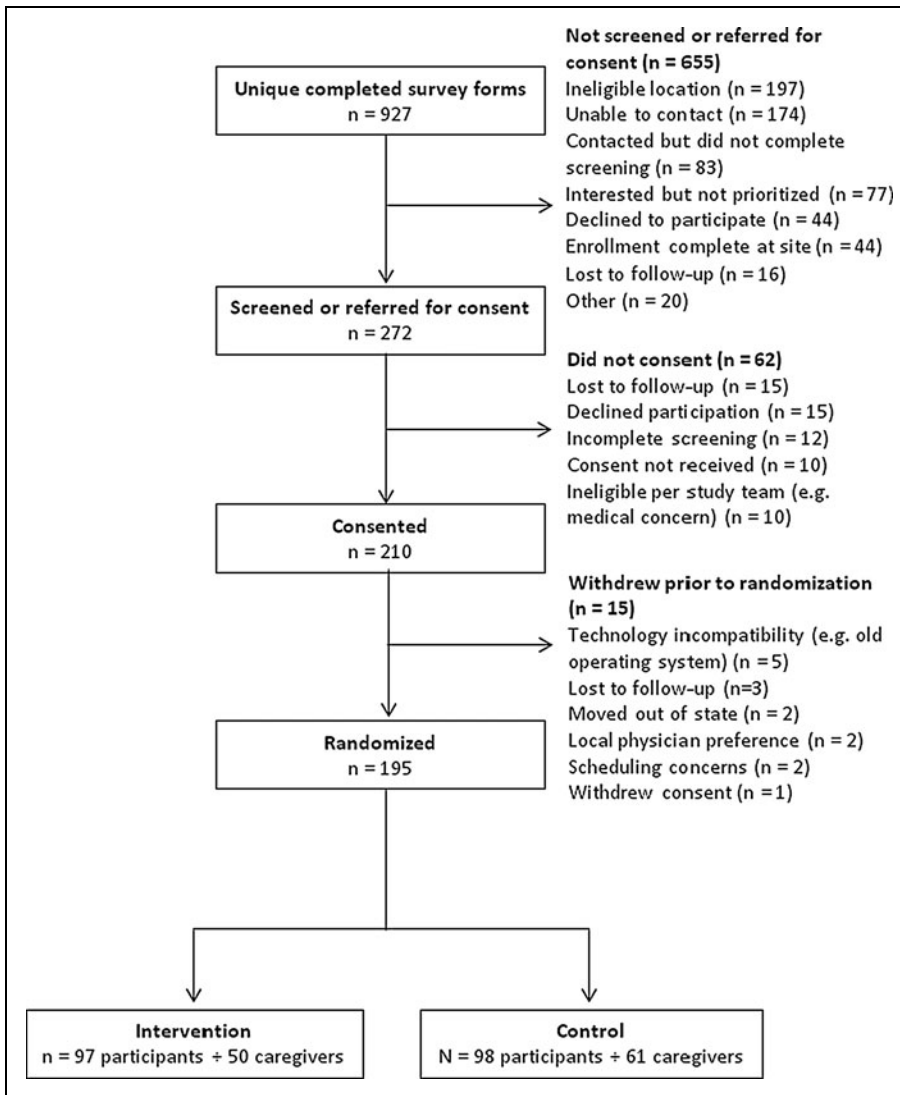 Unique completed survey forms
n = 927
Not screened or referred for
consent (n = 655)
Ineligible location (n = 197)
Unable to contact (n = 174)
Contacted but did not complete
screening (n = 83)
Interested but not prioritized (n = 77)
Declined to participate (n = 44)
Enrollment complete at site (n = 44)
Lost to follow-up (n = 16)
Other (n = 20)
Screened or referred for consent
n = 272
Did not consent (n = 62)
Lost to follow-up (n = 15)
Declined participation (n = 15)
Incomplete screening (n = 12)
Consent not received (n = 10)
Ineligible per study team (e.g.
medical concern) (n = 10)
Consented
n = 210
Withdrew prior to randomization
(n = 15)
Technology incompatibility (e.g. old
operating system) (n = 5)
Lost to follow-up (n=3)
Moved out of state (n = 2)
Local physician preference (n = 2)
Scheduling concerns (n = 2)
Withdrew consent (n = 1)
Randomized
n = 195
Intervention
n = 97 participants + 50 caregivers
Control
N = 98 participants + 61 caregivers